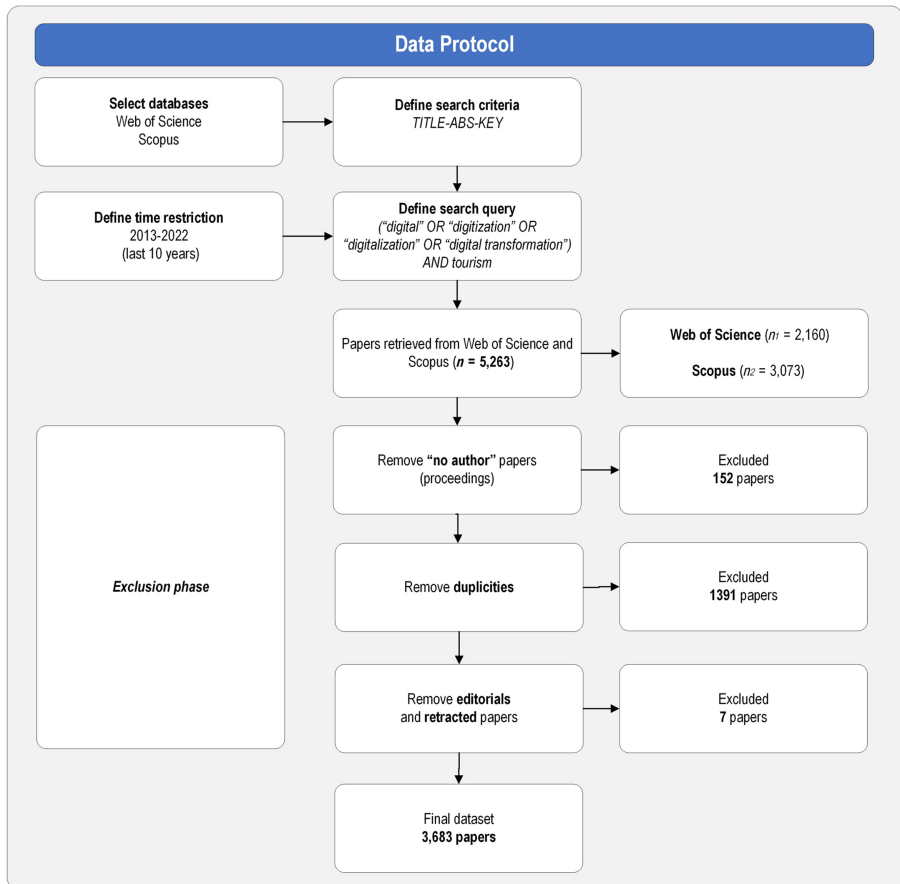 Data Protocol
Select databases
Web of Science
Scopus
Define search criteria
TITLE-ABS-KEY
Define time restriction
2013-2022
(last 10 years)
Define search query
("digital" OR "digitization" OR
"digitalization" OR "digital transformation")
AND tourism
Papers retrieved from Web of Science and
Scopus (n = 5,263)
Web of Science (n1 = 2,160)
Scopus (n2 = 3,073)
Exclusion phase
Remove "no author" papers
(proceedings)
Excluded
152 papers
Remove duplicities
Excluded
1391 papers
Remove editorials
and retracted papers
Excluded
7 papers
Final dataset
3,683 papers